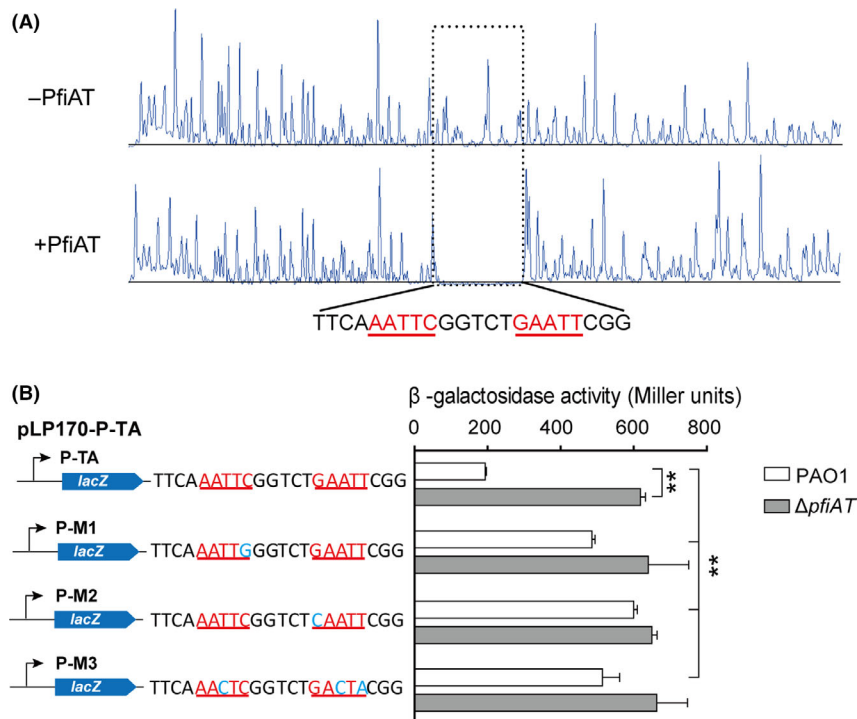 (A)
–PfiAT
+PfiAT
TTCAAATTCGGTCTGAATTCGG
(B)
β -galactosidase activity (Miller units)
pLP170-P-TA
0 200 400 600 800
P-TA
lacZ TTCAAATTCGGTCTGAATTCGG
**
PAO1
ΔpfiAT
P-M1
lacZ TTCAAATTGGGTCTGAATTCGG
**
P-M2
lacZ TTCAAATTCGGTCTCAATTCGG
P-M3
lacZ TTCAAACTCGGTCTGACTACGG